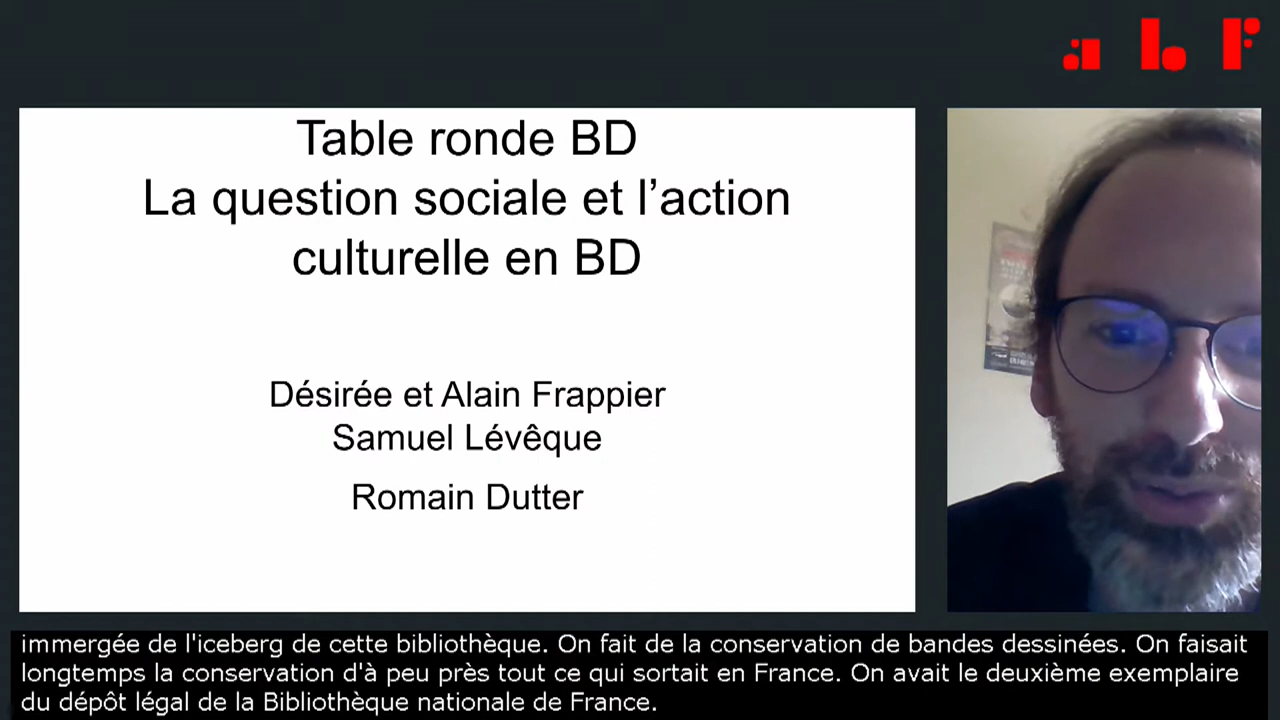 abf
Table ronde BD
La question sociale et l’action
culturelle en BD
Désirée et Alain Frappier
Samuel Lévêque
Romain Dutter
immergée de l'iceberg de cette bibliothèque. On fait de la conservation de bandes dessinées. On faisait
longtemps la conservation d'à peu près tout ce qui sortait en France. On avait le deuxième exemplaire
du dépôt légal de la Bibliothèque nationale de France.